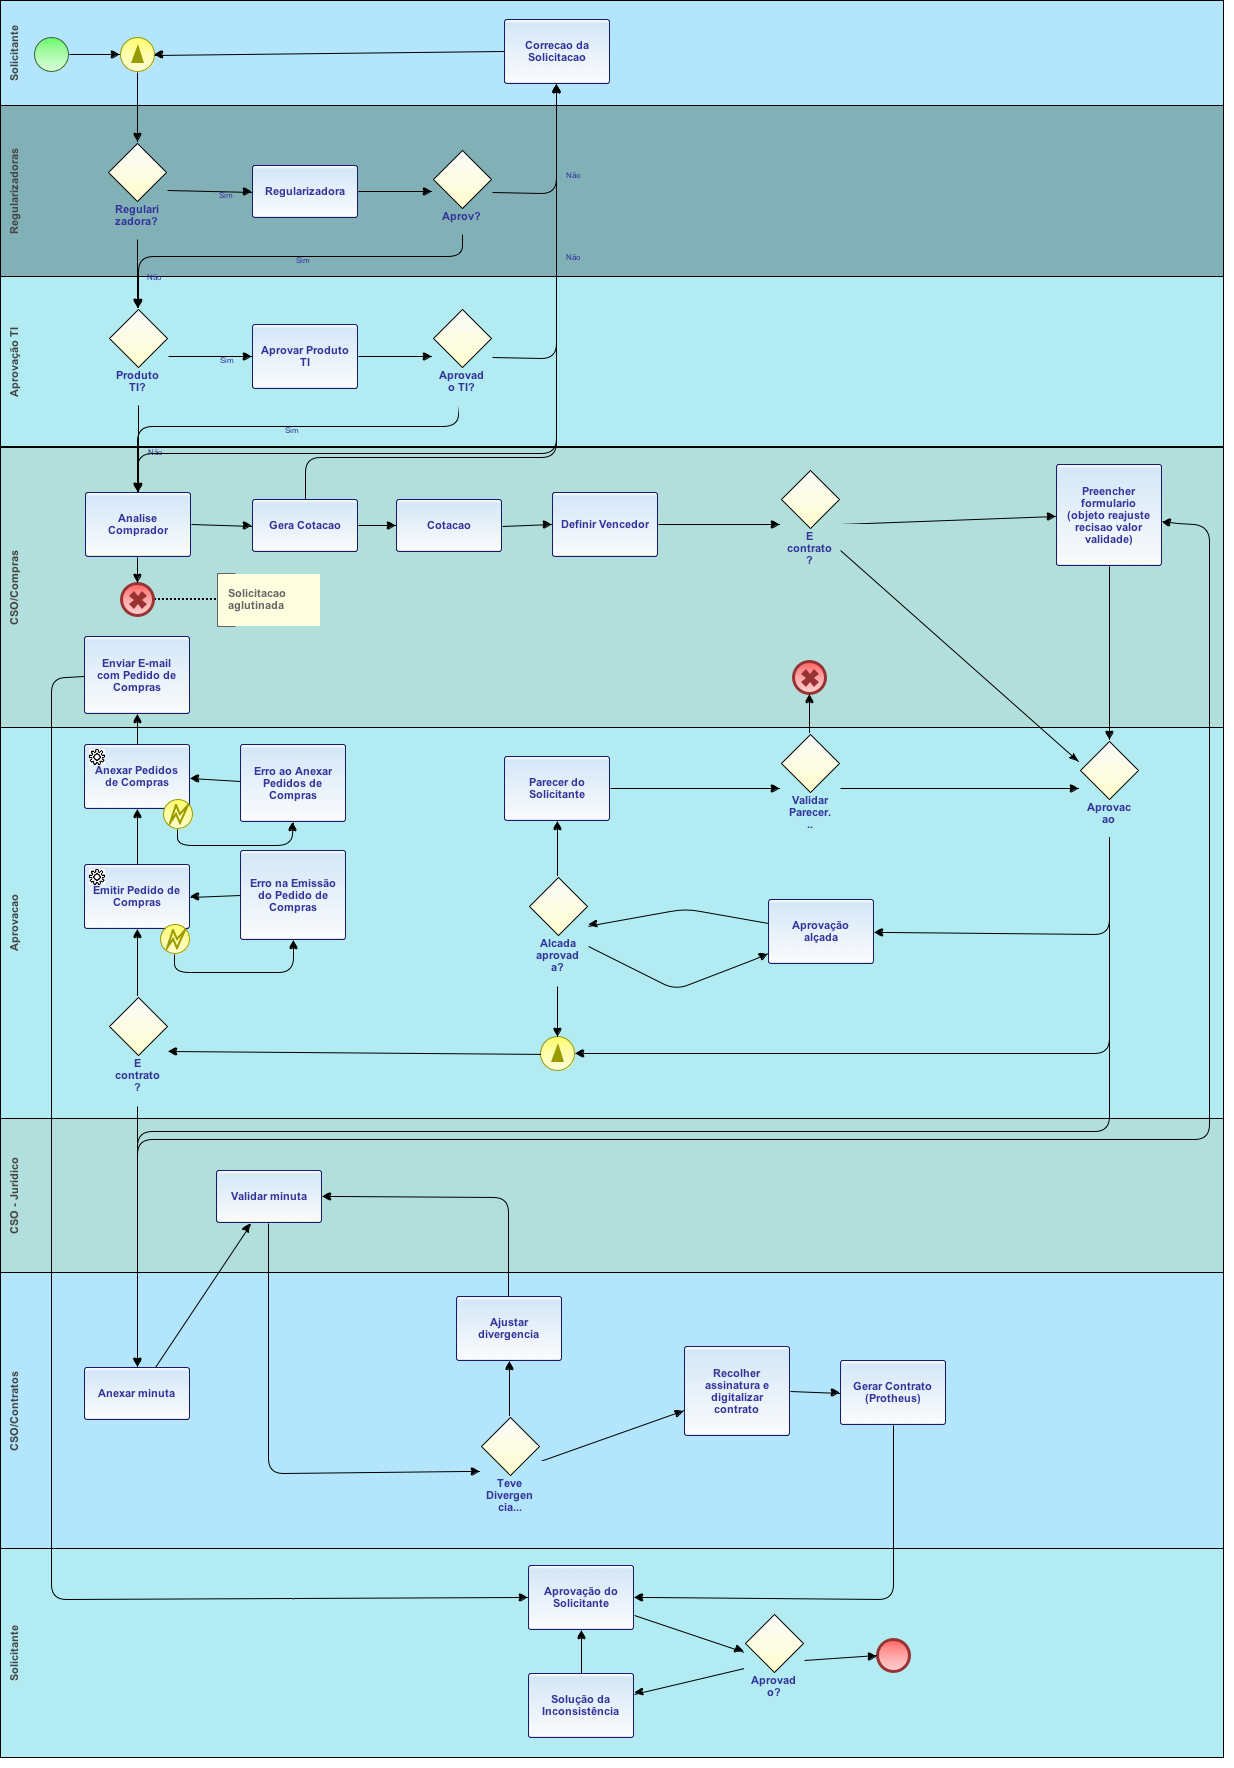 Solicitante
Correcao da
Solicitacao
Regularizadoras
Regulari
zadora?
Sim
Regularizadora
Aprov?
Não
Sim
Não
Não
Aprovação TI
Produto
TI?
Sim
Aprovar Produto
TI
Aprovad
o TI?
Sim
Não
CSO/Compras
Analise
Comprador
Gera Cotacao
Cotacao
Definir Vencedor
E
contrato
?
Preencher
formulario
(objeto reajuste
recisao valor
validade)
Solicitacao
aglutinada
Enviar E-mail
com Pedido de
Compras
Aprovacao
Anexar Pedidos
de Compras
Erro ao Anexar
Pedidos de
Compras
Parecer do
Solicitante
Validar
Parecer.
..
Aprovac
ao
Emitir Pedido de
Compras
Erro na Emissão
do Pedido de
Compras
Alcada
aprovad
a?
Aprovação
alçada
E
contrato
?
CSO - Juridico
Validar minuta
CSO/Contratos
Anexar minuta
Ajustar
divergencia
Teve
Divergen
cia...
Recolher
assinatura e
digitalizar
contrato
Gerar Contrato
(Protheus)
Solicitante
Aprovação do
Solicitante
Aprovad
o?
Solução da
Inconsistência